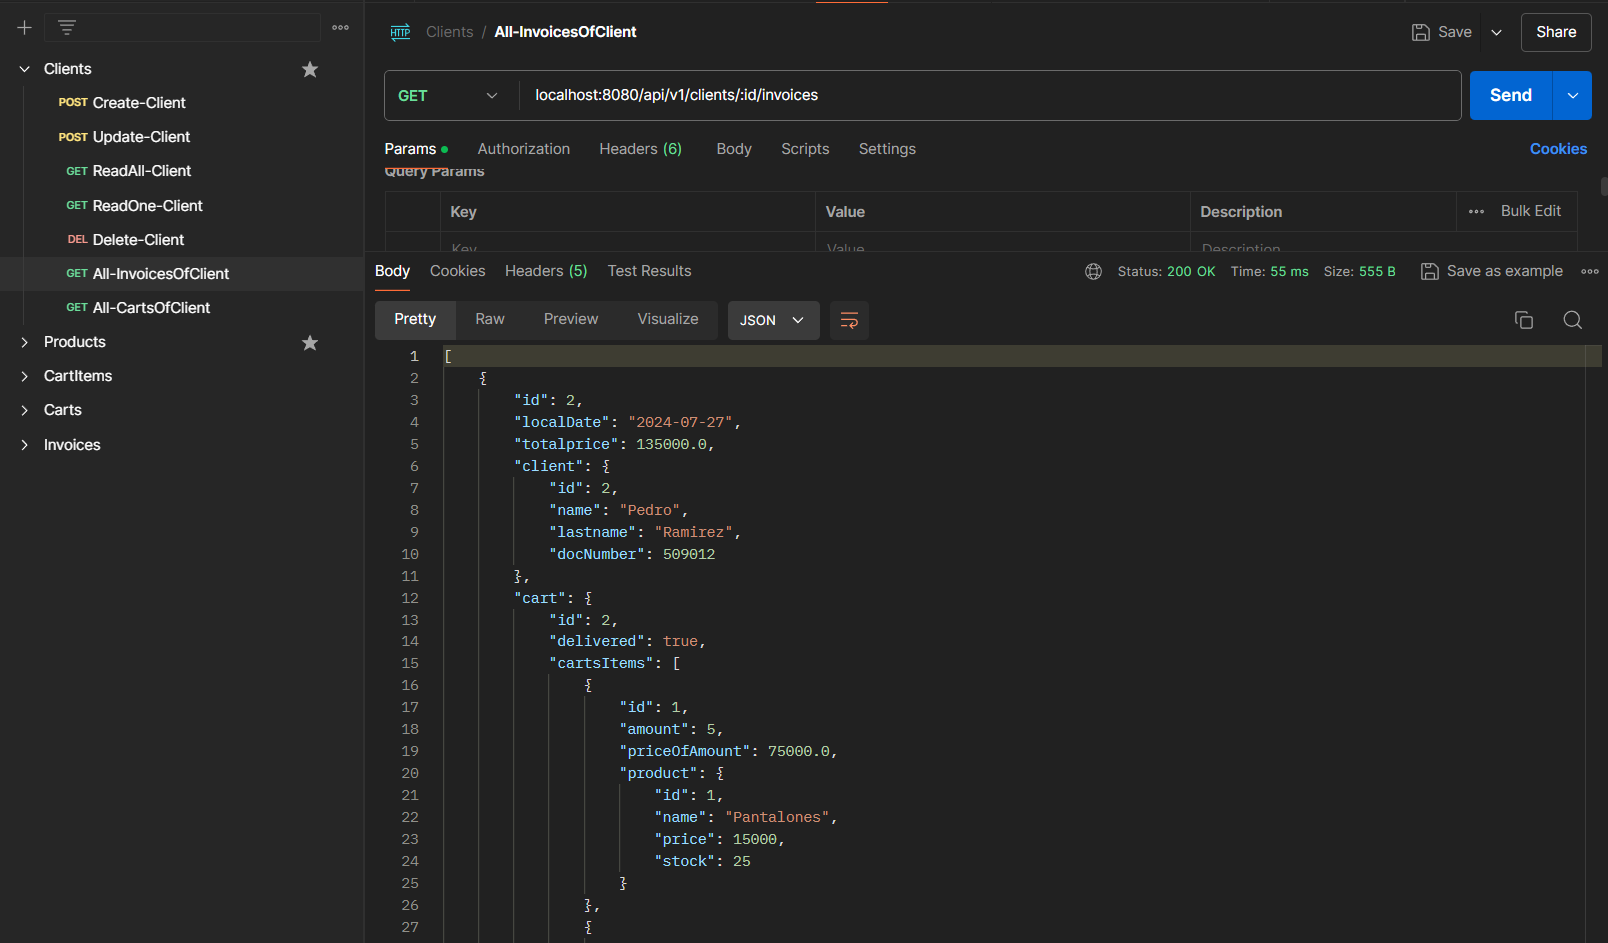 Clients
POST Create-Client
POST Update-Client
GET ReadAll-Client
GET ReadOne-Client
DEL Delete-Client
GET All-InvoicesOfClient
GET All-CartsOfClient
Products
CartItems
Carts
Invoices
HTTP Clients / All-InvoicesOfClient
Save
Share
GET localhost:8080/api/v1/clients/:id/invoices
Send
Params Authorization Headers (6) Body Scripts Settings Cookies
Query Params
Key Value Description Bulk Edit
Key Value Description
Body Cookies Headers (5) Test Results Status: 200 OK Time: 55 ms Size: 555 B Save as example
Pretty Raw Preview Visualize JSON
1 [
2 {
3 "id": 2,
4 "localDate": "2024-07-27",
5 "totalprice": 135000.0,
6 "client": {
7 "id": 2,
8 "name": "Pedro",
9 "lastname": "Ramirez",
10 "docNumber": 509012
11 },
12 "cart": {
13 "id": 2,
14 "delivered": true,
15 "cartsItems": [
16 {
17 "id": 1,
18 "amount": 5,
19 "priceOfAmount": 75000.0,
20 "product": {
21 "id": 1,
22 "name": "Pantalones",
23 "price": 15000,
24 "stock": 25
25 }
26 },
27 {